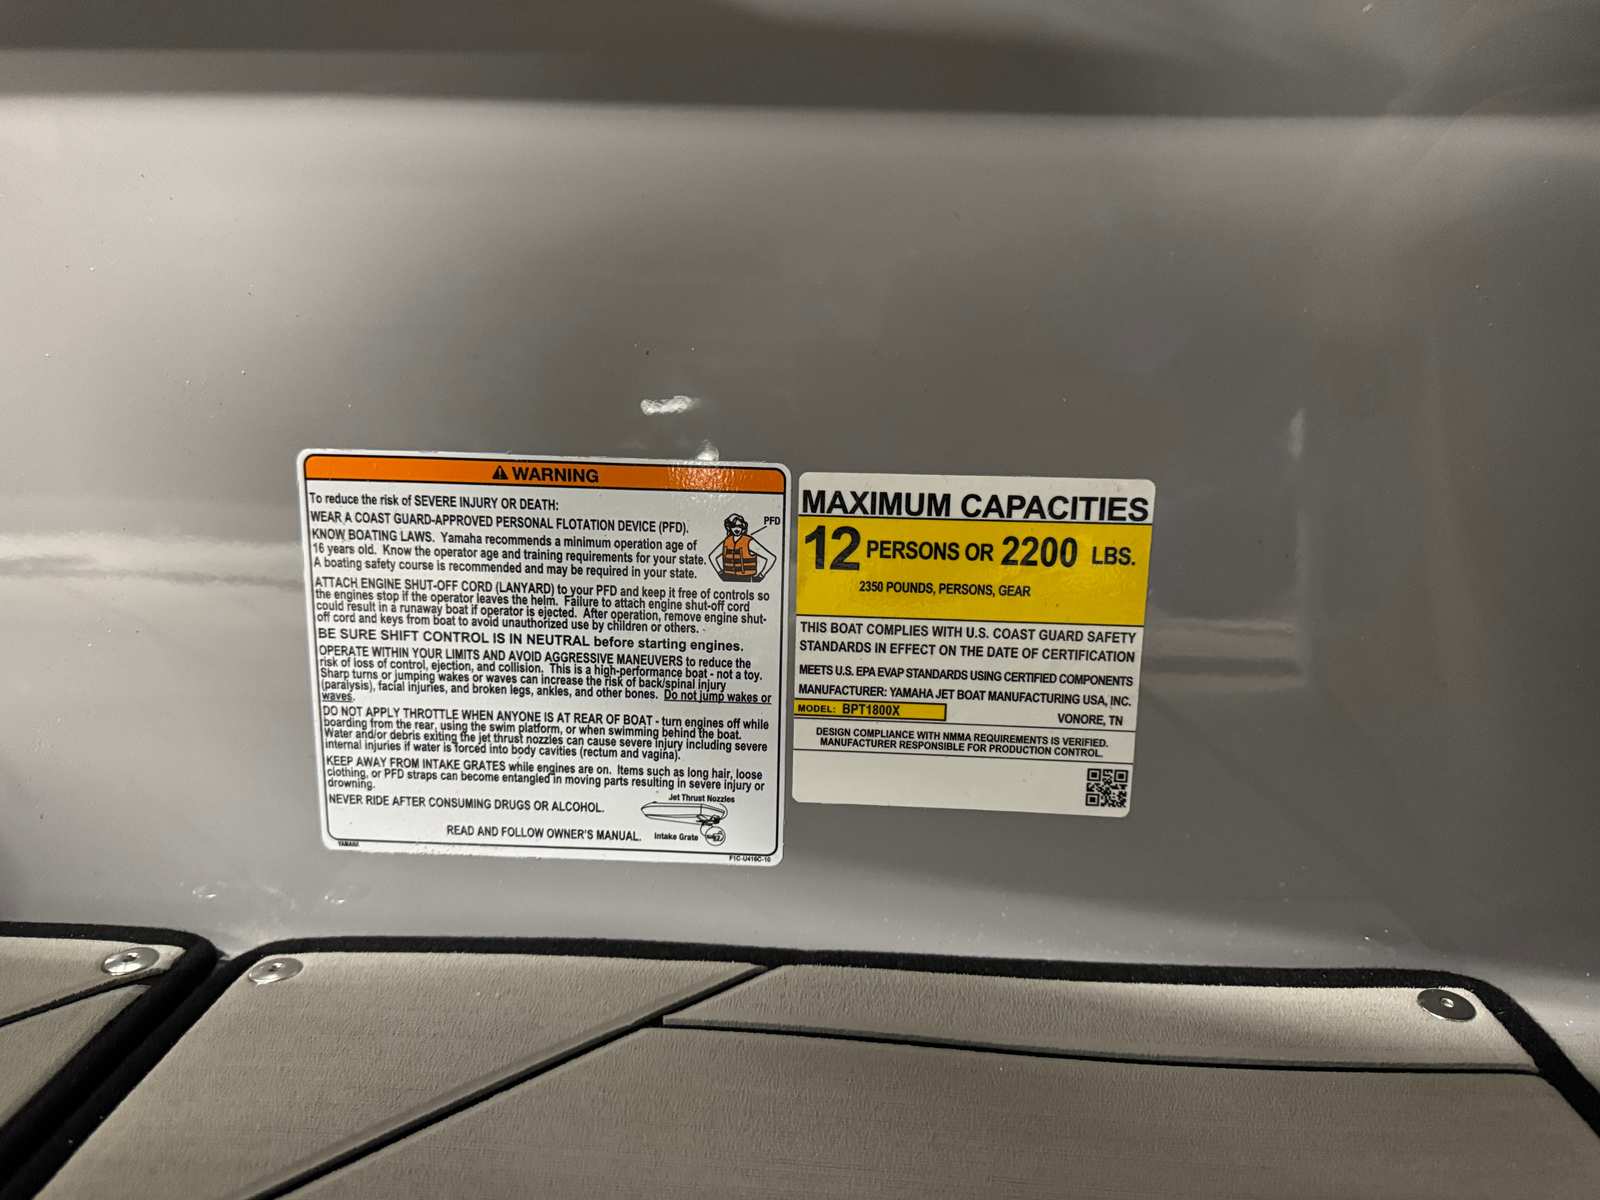 WARNING
To reduce the risk of SEVERE INJURY OR DEATH:
WEAR A COAST GUARD-APPROVED PERSONAL FLOTATION DEVICE (PFD).
PFD
KNOW BOATING LAWS. Yamaha recommends a minimum operation age of
16 years old. Know the operator age and training requirements for your state.
A boating safety course is recommended and may be required in your state.
ATTACH ENGINE SHUT-OFF CORD (LANYARD) to your PFD and keep it free of controls so
the engines stop if the operator leaves the helm. Failure to attach engine shut-off cord
could result in a runaway boat if operator is ejected. After operation, remove engine shut-
off cord and keys from boat to avoid unauthorized use by children or others.
BE SURE SHIFT CONTROL IS IN NEUTRAL before starting engines.
OPERATE WITHIN YOUR LIMITS AND AVOID AGGRESSIVE MANEUVERS to reduce the
risk of loss of control, ejection, and collision. This is a high-performance boat - not a toy.
Sharp turns or jumping wakes or waves can increase the risk of back/spinal injury
(paralysis), facial injuries, and broken legs, ankles, and other bones. Do not jump wakes or
waves.
DO NOT APPLY THROTTLE WHEN ANYONE IS AT REAR OF BOAT - turn engines off while
boarding from the rear, using the swim platform, or when swimming behind the boat.
Water and/or debris exiting the jet thrust nozzles can cause severe injury including severe
internal injuries if water is forced into body cavities (rectum and vagina).
KEEP AWAY FROM INTAKE GRATES while engines are on. Items such as long hair, loose
clothing, or PFD straps can become entangled in moving parts resulting in severe injury or
drowning.
NEVER RIDE AFTER CONSUMING DRUGS OR ALCOHOL.
Jet Thrust Nozzles
READ AND FOLLOW OWNER'S MANUAL.
Intake Grate
YAMAHA
F1C-U416C-10
MAXIMUM CAPACITIES
12 PERSONS OR 2200 LBS.
2350 POUNDS, PERSONS, GEAR
THIS BOAT COMPLIES WITH U.S. COAST GUARD SAFETY
STANDARDS IN EFFECT ON THE DATE OF CERTIFICATION
MEETS U.S. EPA EVAP STANDARDS USING CERTIFIED COMPONENTS
MANUFACTURER: YAMAHA JET BOAT MANUFACTURING USA, INC.
MODEL: BPT1800X
VONORE, TN
DESIGN COMPLIANCE WITH NMMA REQUIREMENTS IS VERIFIED.
MANUFACTURER RESPONSIBLE FOR PRODUCTION CONTROL.